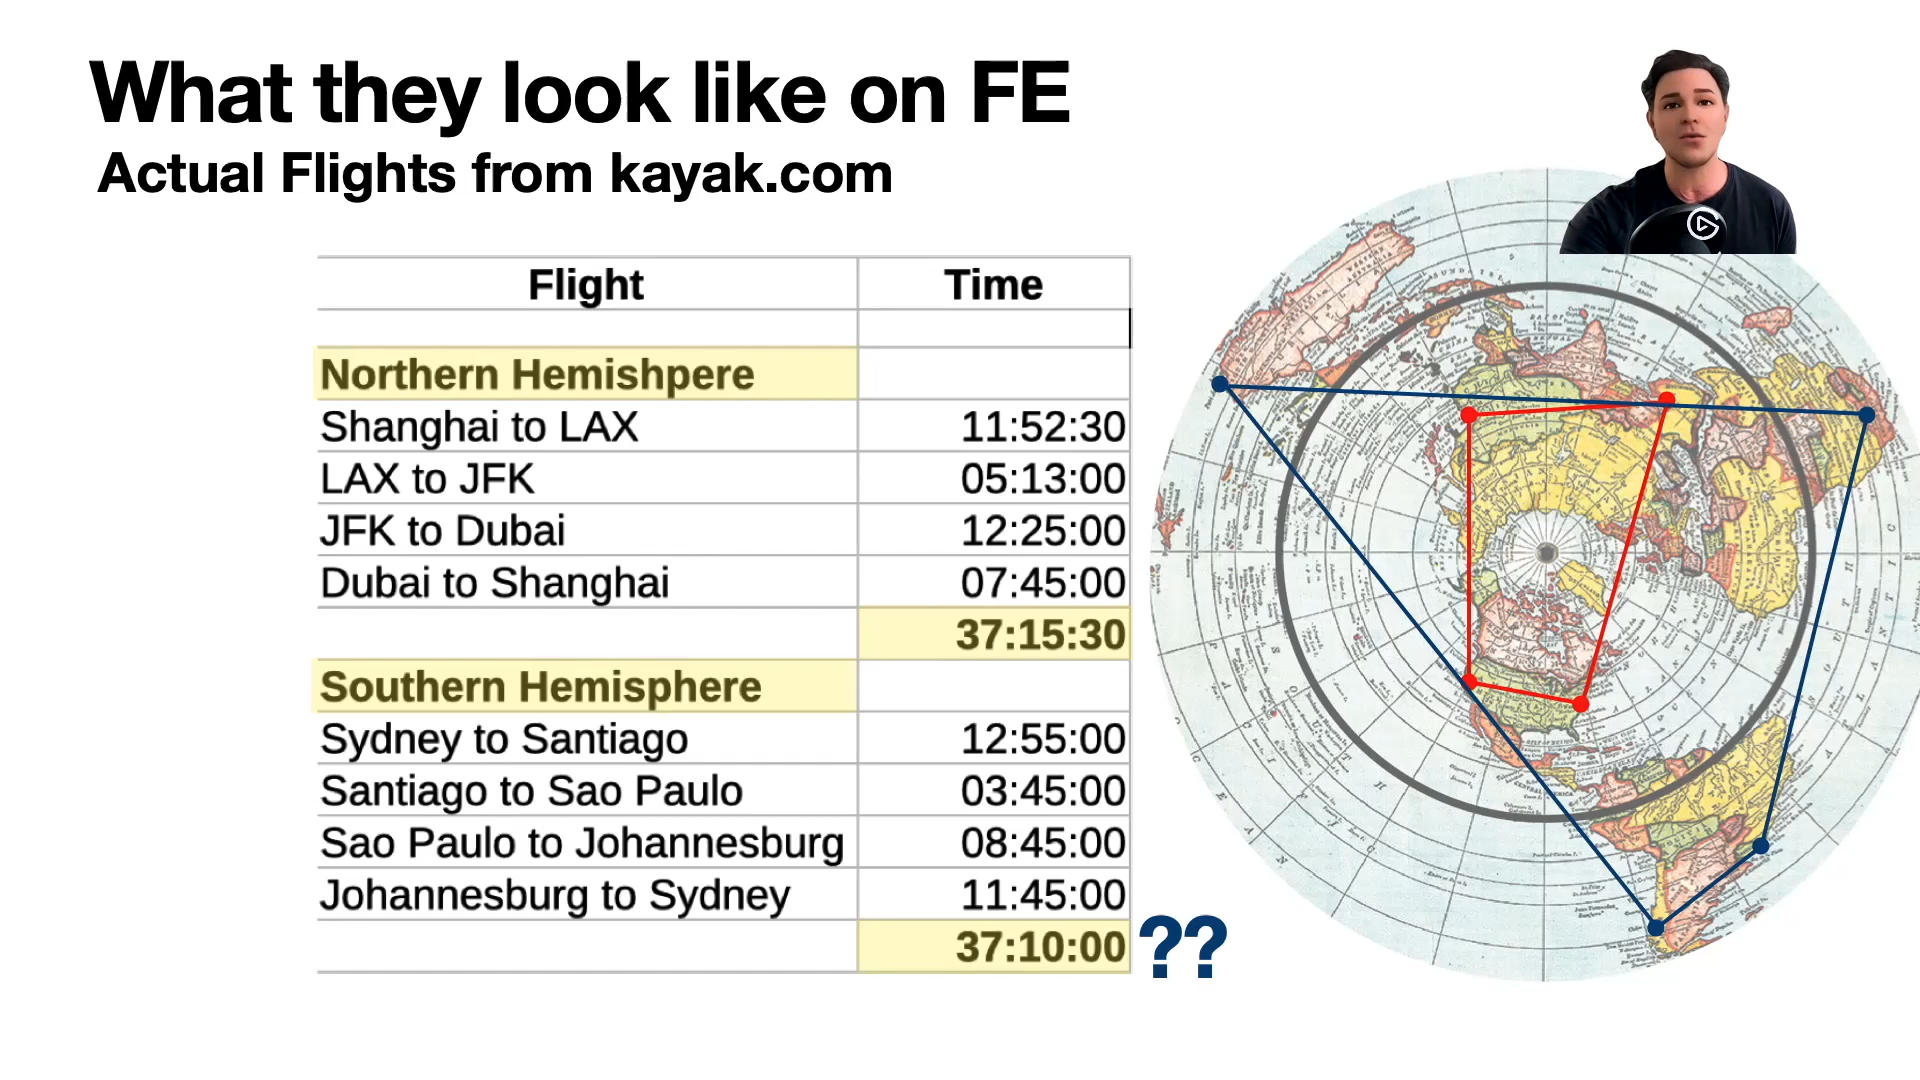 What they look like on FE
Actual Flights from kayak.com
Flight Time
Northern Hemishpere
Shanghai to LAX 11:52:30
LAX to JFK 05:13:00
JFK to Dubai 12:25:00
Dubai to Shanghai 07:45:00
37:15:30
Southern Hemisphere
Sydney to Santiago 12:55:00
Santiago to Sao Paulo 03:45:00
Sao Paulo to Johannesburg 08:45:00
Johannesburg to Sydney 11:45:00
37:10:00 ??